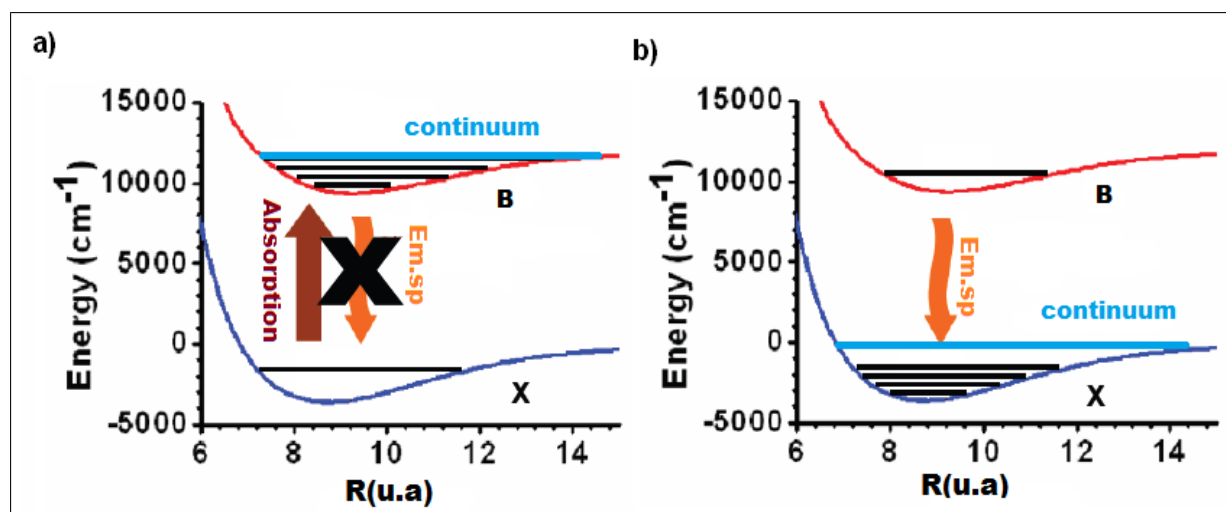 a)
15000
10000
5000
0
-5000
Energy (cm-1)
continuum
B
Absorption
X
Em.sp
X
6 8 10 12 14
R(u.a)
b)
15000
10000
5000
0
-5000
Energy (cm-1)
B
Em.sp
continuum
X
6 8 10 12 14
R(u.a)